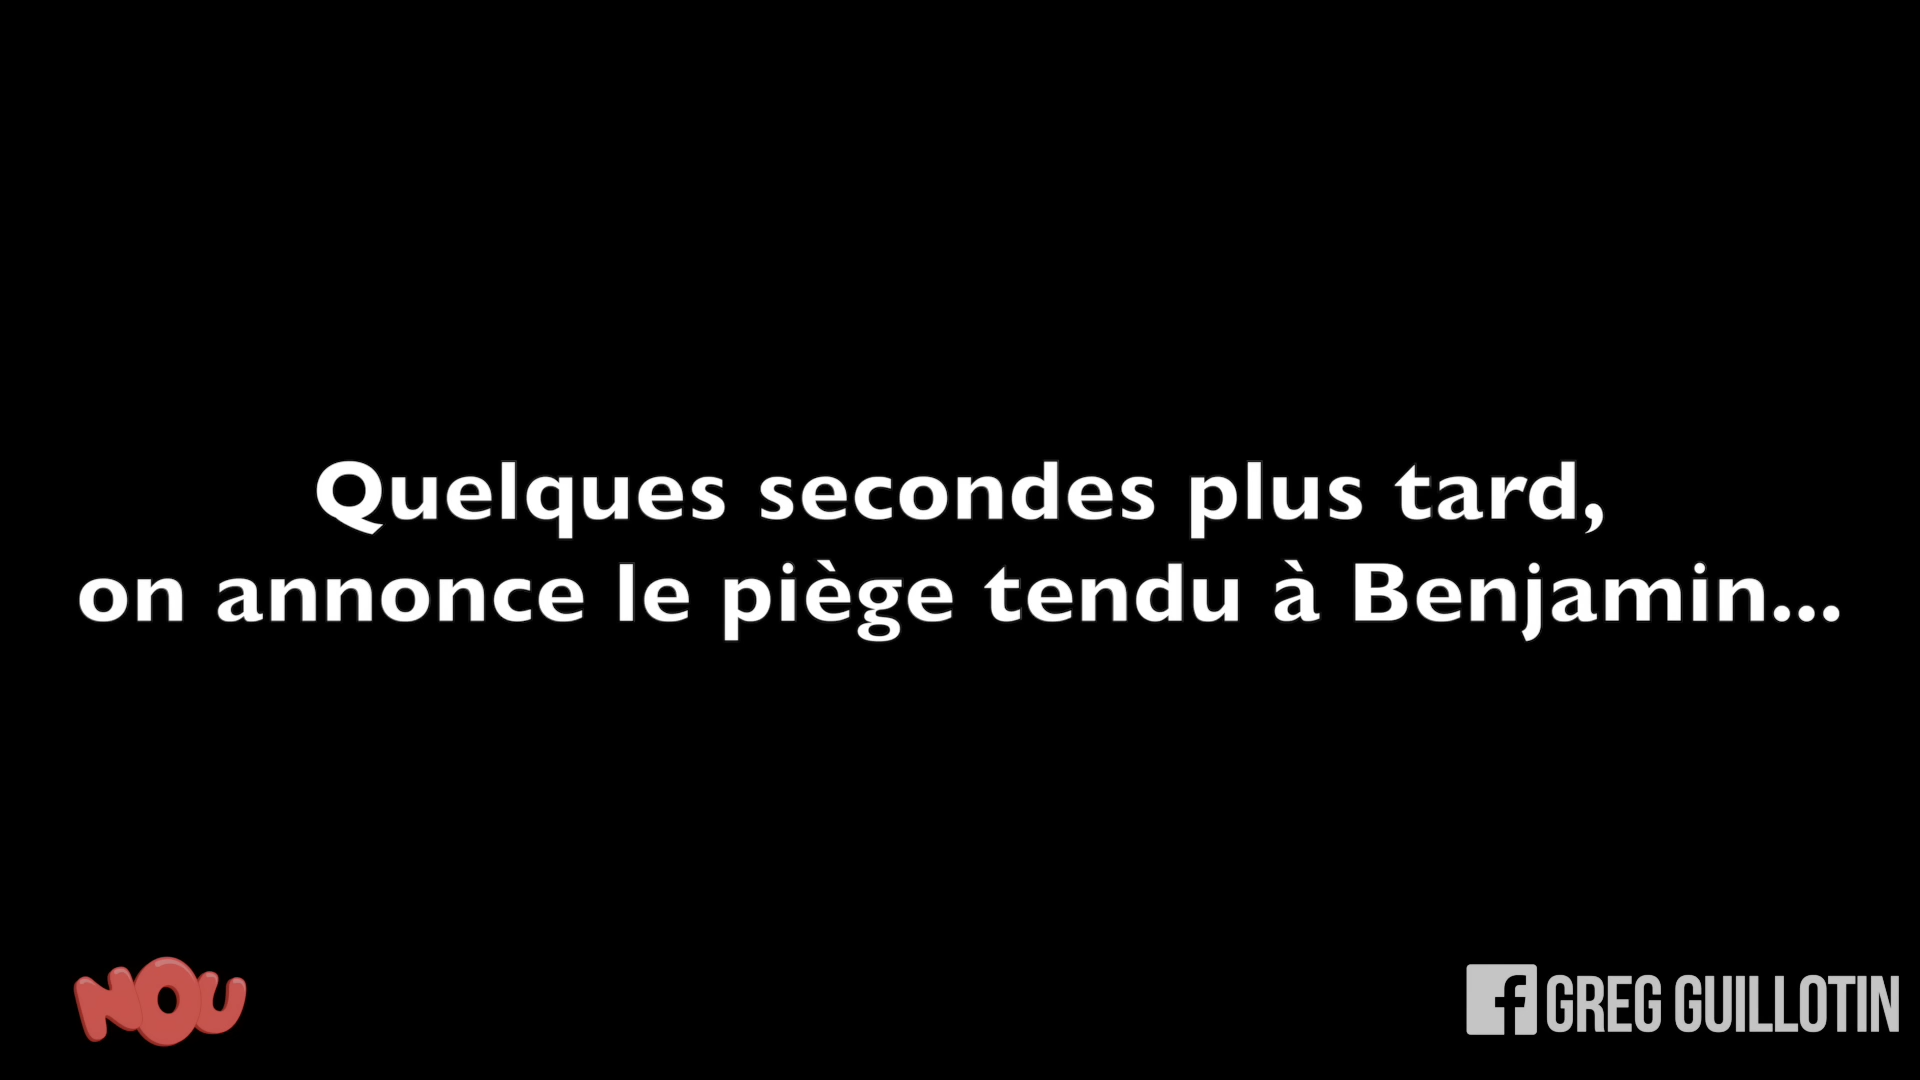 Quelques secondes plus tard,
on annonce le piège tendu à Benjamin...
NOU
f GREG GUILLOTIN